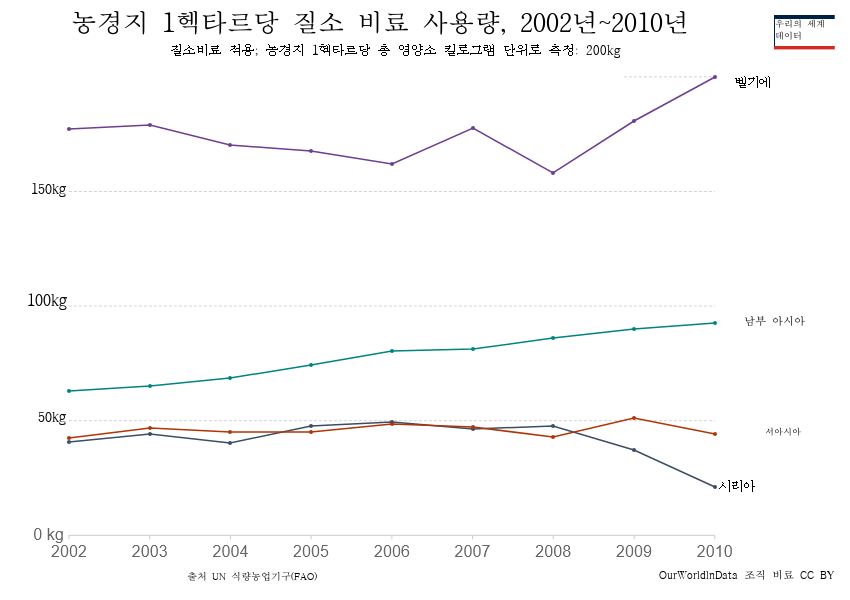 농경지 1헥타르당 질소 비료 사용량, 2002년~2010년
우리의 세계
데이터
질소비료 적용; 농경지 1헥타르당 총 영양소 킬로그램 단위로 측정: 200kg
벨기에
150kg
100kg
남부 아시아
50kg
서아시아
시리아
0 kg
2002 2003 2004 2005 2006 2007 2008 2009 2010
출처 UN 식량농업기구(FAO)
OurWorldInData 조직 비료 CC BY